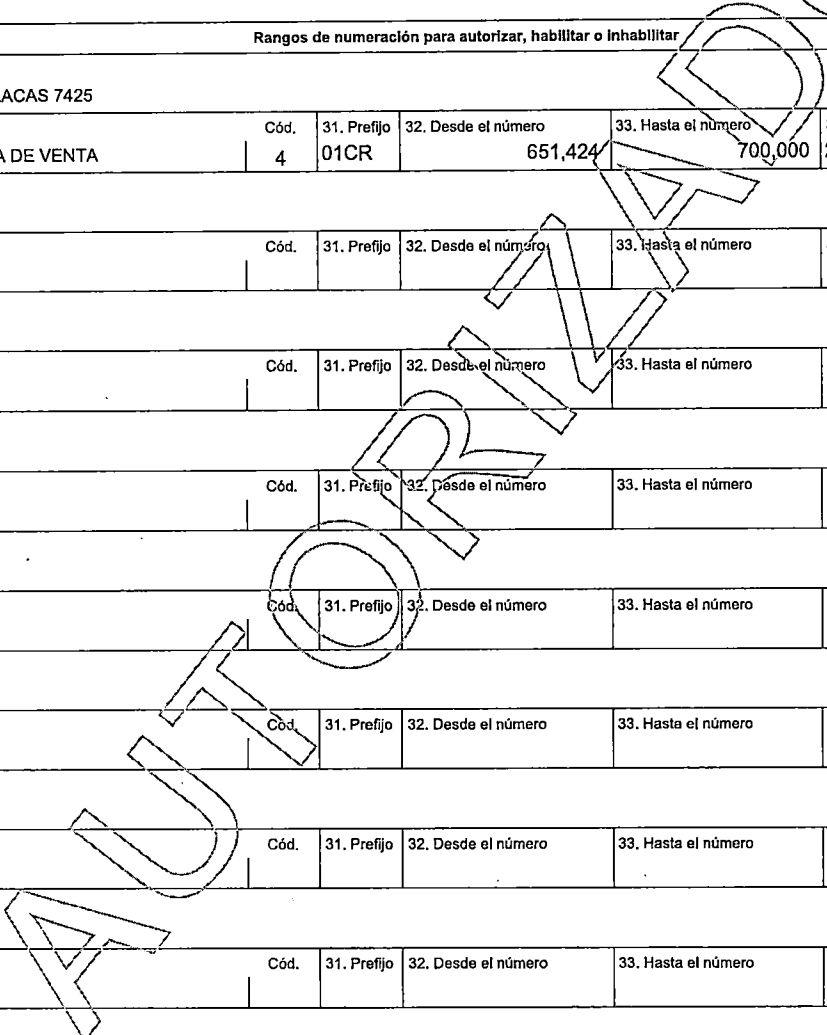 Rangos de numeración para autorizar, habilitar o inhabilitar
ACAS 7425
Cód. 31. Prefijo 32. Desde el número 33. Hasta el número
A DE VENTA 4 01CR 651,424 700,000
Cód. 31. Prefijo 32. Desde el número 33. Hasta el número
Cód. 31. Prefijo 32. Desde el número 33. Hasta el número
Cód. 31. Prefijo 32. Desde el número 33. Hasta el número
Cód. 31. Prefijo 32. Desde el número 33. Hasta el número
Cód. 31. Prefijo 32. Desde el número 33. Hasta el número
Cód. 31. Prefijo 32. Desde el número 33. Hasta el número
Cód. 31. Prefijo 32. Desde el número 33. Hasta el número
AUTORIZAD